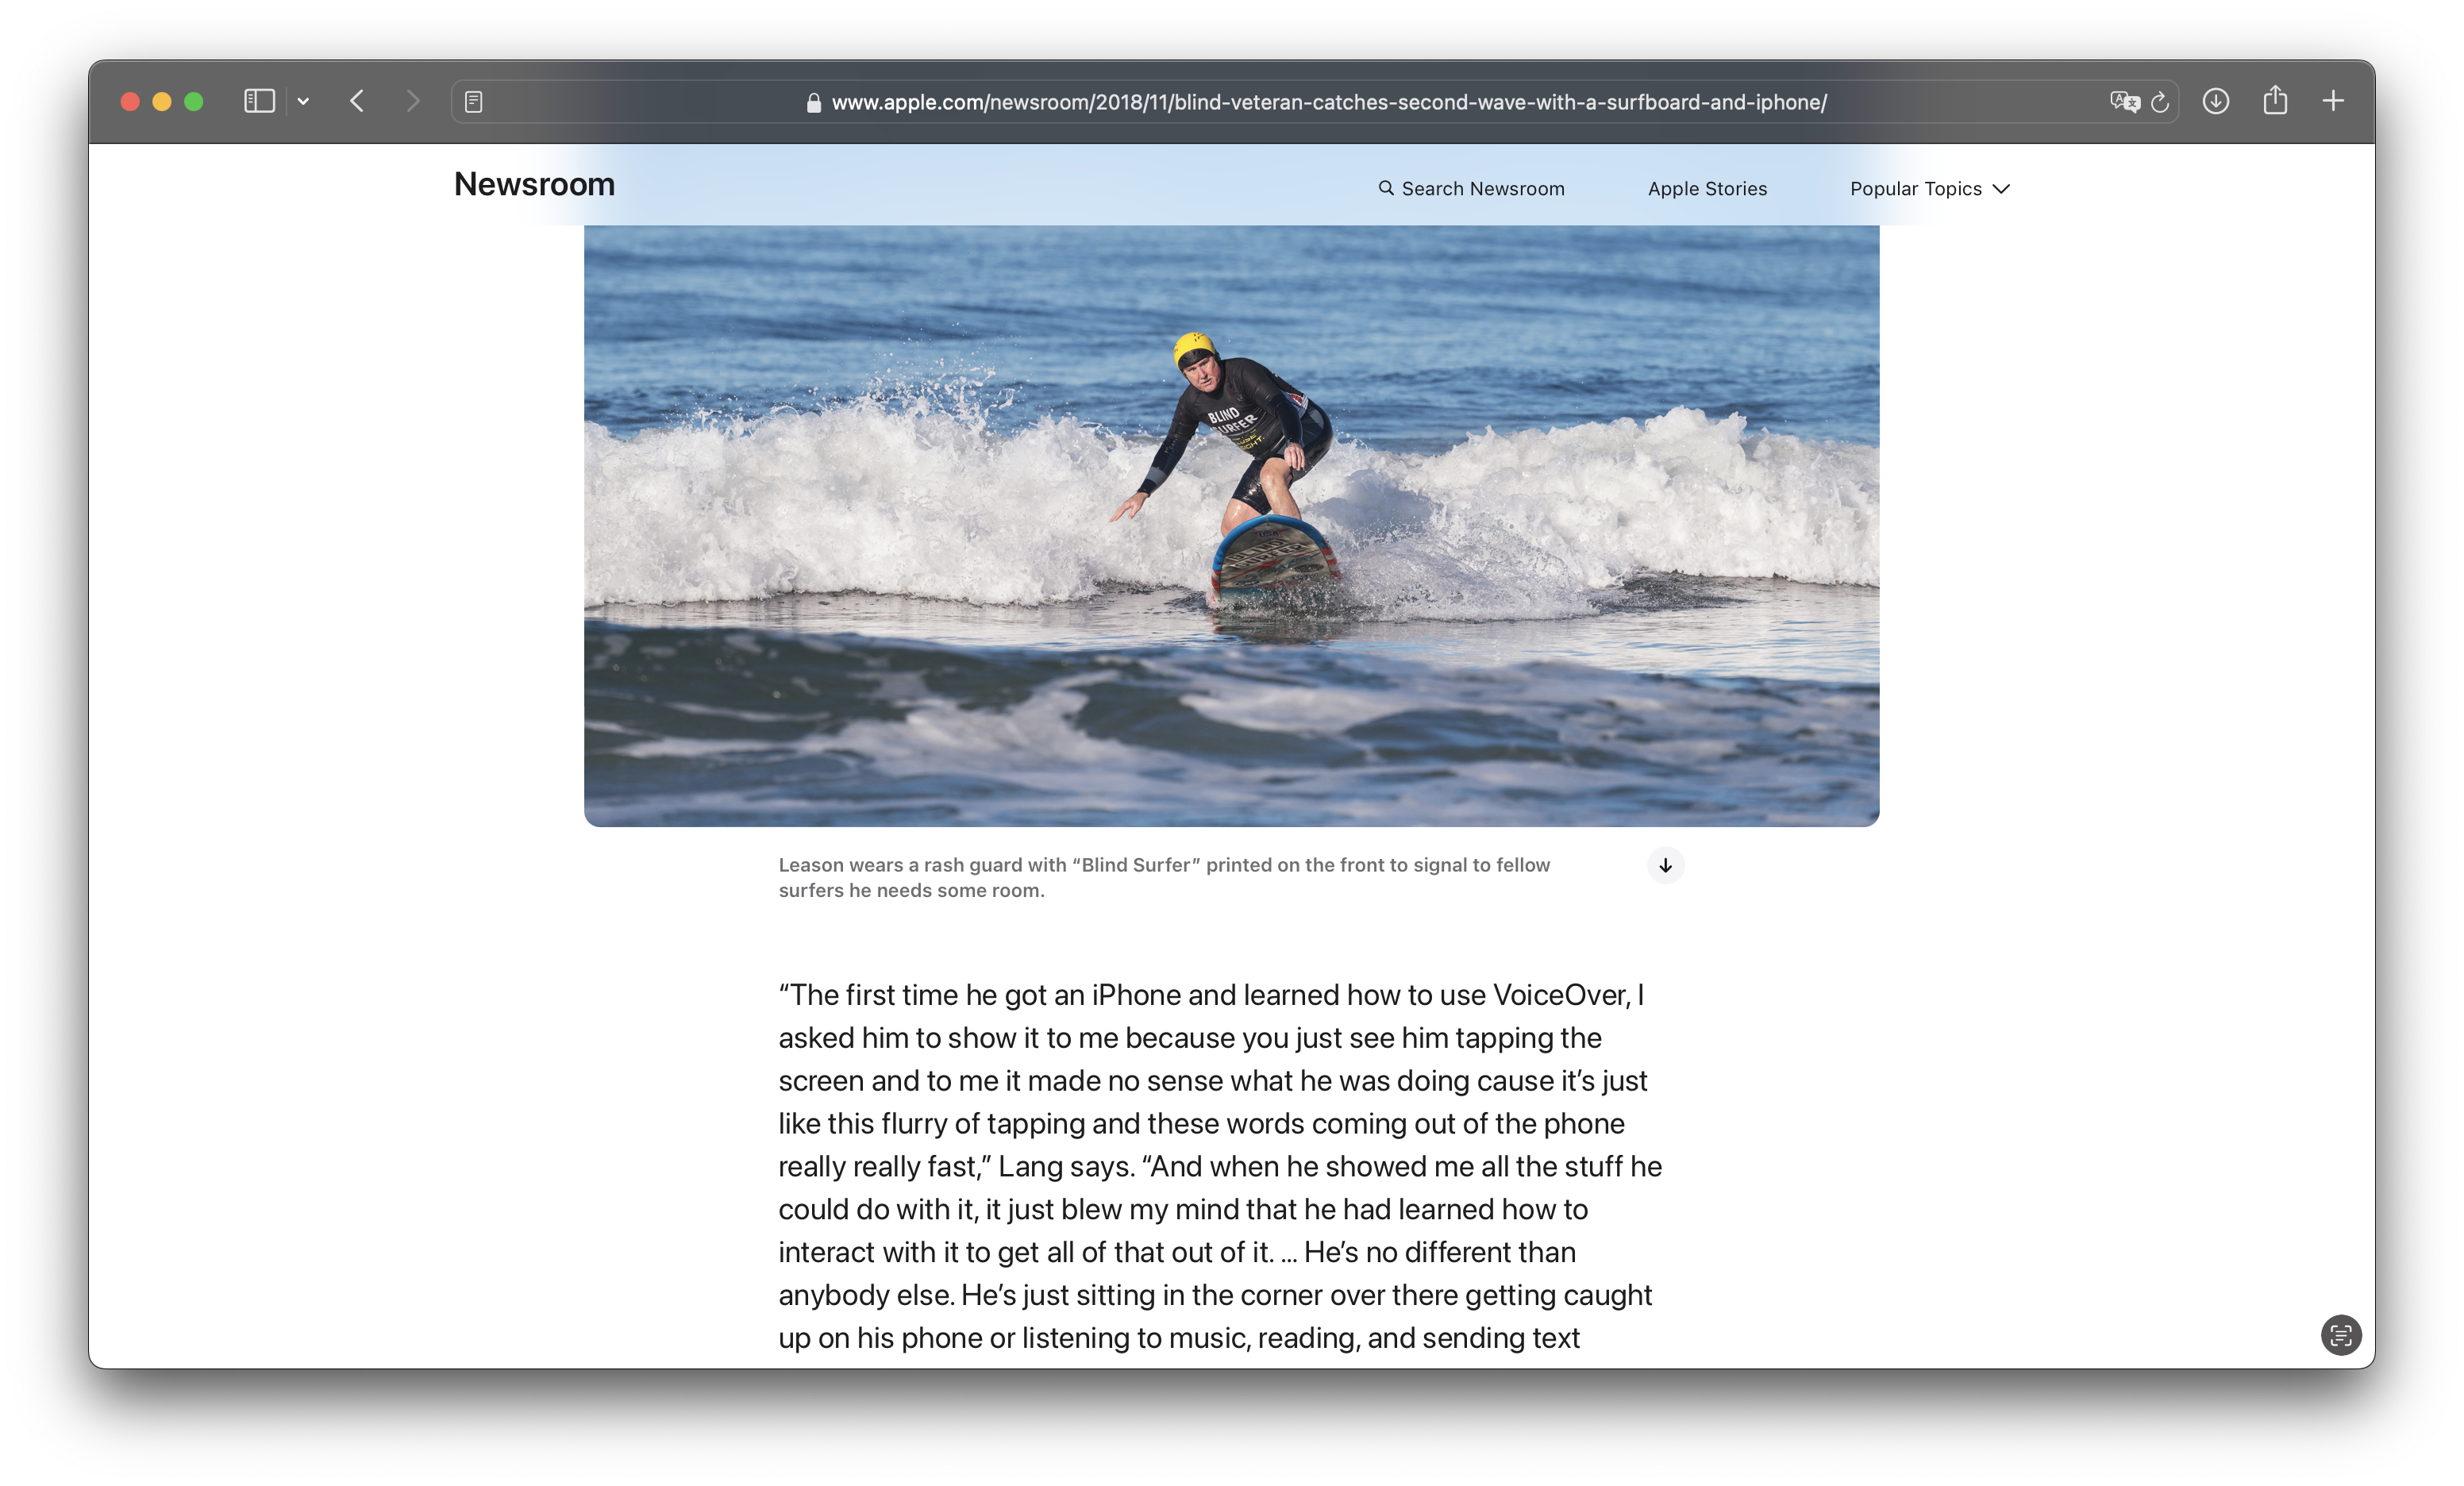 www.apple.com/newsroom/2018/11/blind-veteran-catches-second-wave-with-a-surfboard-and-iphone/
Newsroom
Search Newsroom
Apple Stories
Popular Topics
BLIND
SURFER
Leason wears a rash guard with “Blind Surfer” printed on the front to signal to fellow
surfers he needs some room.
“The first time he got an iPhone and learned how to use VoiceOver, I
asked him to show it to me because you just see him tapping the
screen and to me it made no sense what he was doing cause it’s just
like this flurry of tapping and these words coming out of the phone
really really fast,” Lang says. “And when he showed me all the stuff he
could do with it, it just blew my mind that he had learned how to
interact with it to get all of that out of it. … He’s no different than
anybody else. He’s just sitting in the corner over there getting caught
up on his phone or listening to music, reading, and sending text